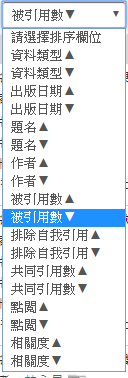 被引用數▼
請選擇排序欄位
資料類型▲
資料類型▼
出版日期▲
出版日期▼
題名▲
題名▼
作者▲
作者▼
被引用數▲
被引用數▼
排除自我引用▲
排除自我引用▼
共同引用數▲
共同引用數▼
點閱▲
點閱▼
相關度▲
相關度▼